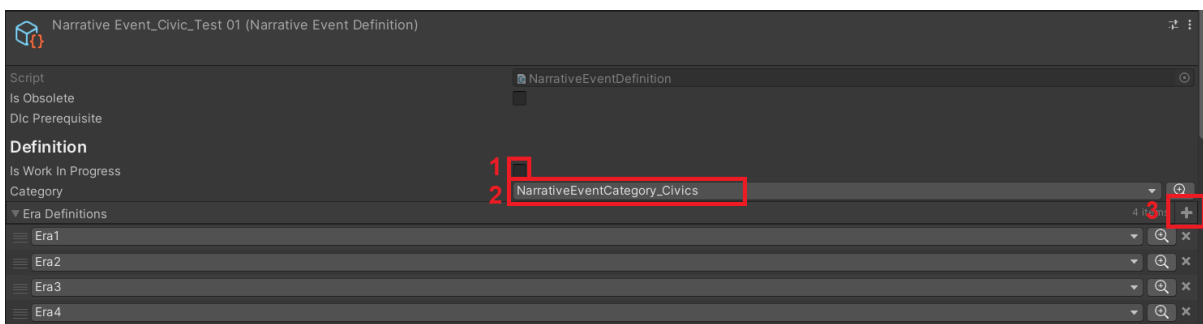 Narrative Event_Civic_Test 01 (Narrative Event Definition)
Script NarrativeEventDefinition
Is Obsolete
Dlc Prerequisite
Definition
Is Work In Progress 1
Category 2 NarrativeEventCategory_Civics
Era Definitions 4 items 3
Era1
Era2
Era3
Era4